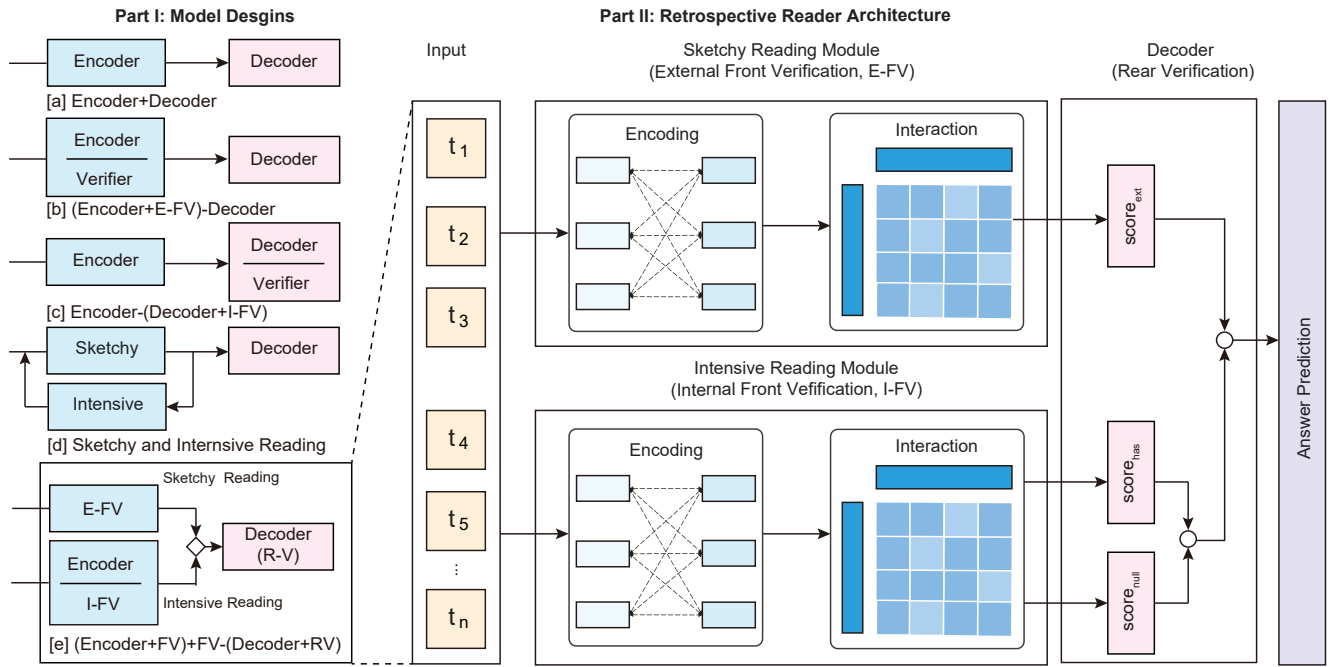 Part I: Model Desgins
Encoder
Decoder
[a] Encoder+Decoder
Encoder
Verifier
Decoder
[b] (Encoder+E-FV)-Decoder
Encoder
Decoder
Verifier
[c] Encoder-(Decoder+I-FV)
Sketchy
Decoder
Intensive
[d] Sketchy and Internsive Reading
Sketchy Reading
E-FV
Decoder
(R-V)
Encoder
I-FV
Intensive Reading
[e] (Encoder+FV)+FV-(Decoder+RV)
Part II: Retrospective Reader Architecture
Input
t1
t2
t3
t4
t5
...
tn
Sketchy Reading Module
(External Front Verification, E-FV)
Encoding
Interaction
Intensive Reading Module
(Internal Front Vefification, I-FV)
Encoding
Interaction
Decoder
(Rear Verification)
score_ext
score_has
score_null
Answer Prediction